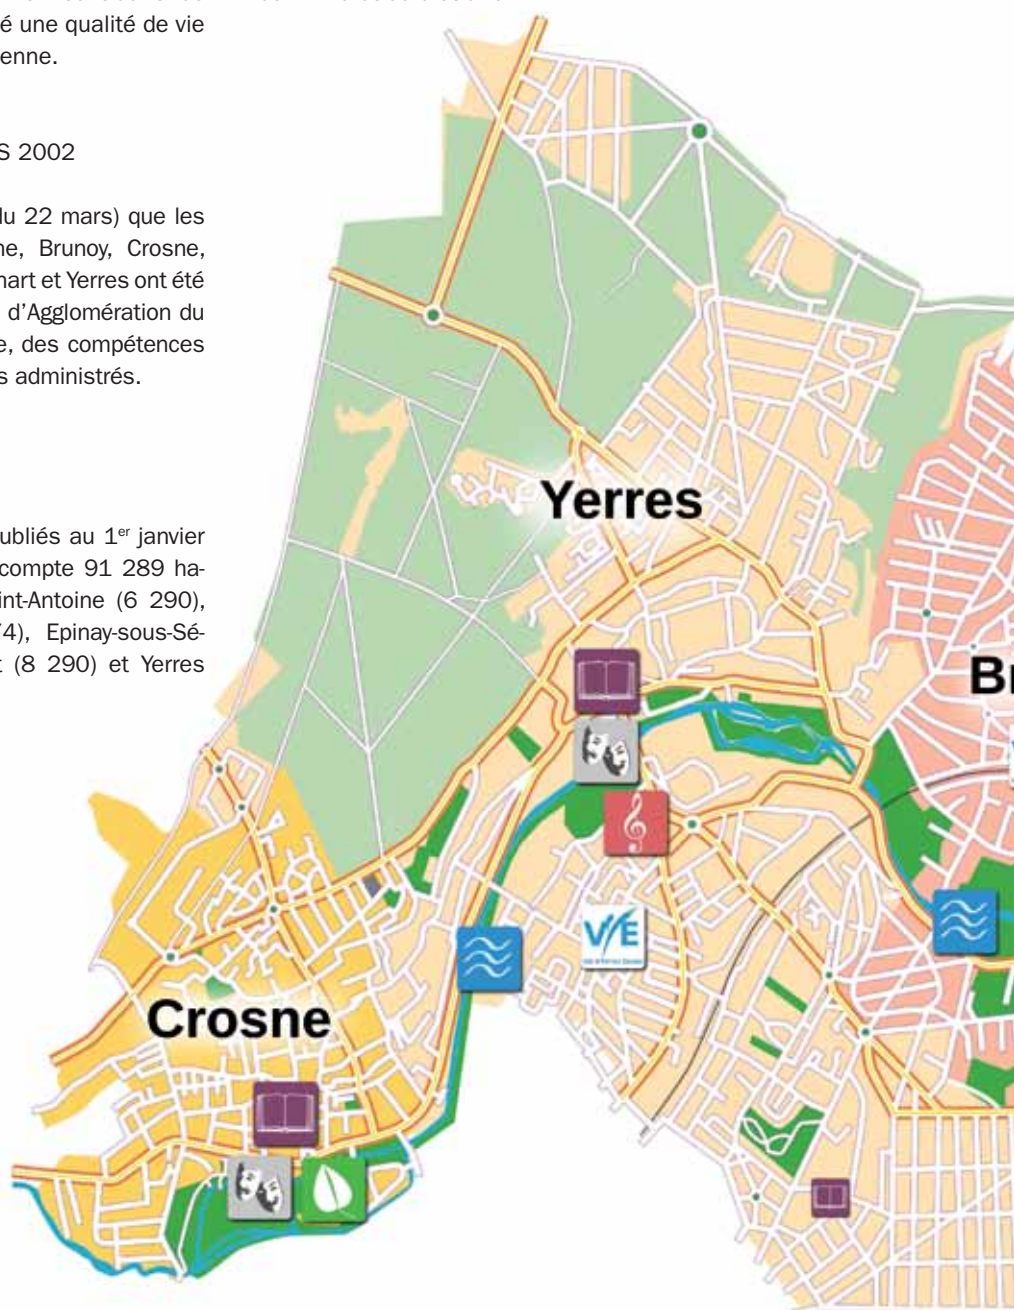 é une qualité de vie
enne.
S 2002
du 22 mars) que les
ne, Brunoy, Crosne,
nart et Yerres ont été
d'Agglomération du
e, des compétences
s administrés.
ubliés au 1er janvier
compte 91 289 ha-
int-Antoine (6 290),
74), Epinay-sous-Sé-
t (8 290) et Yerres
Yerres
Br
VYE
Crosne